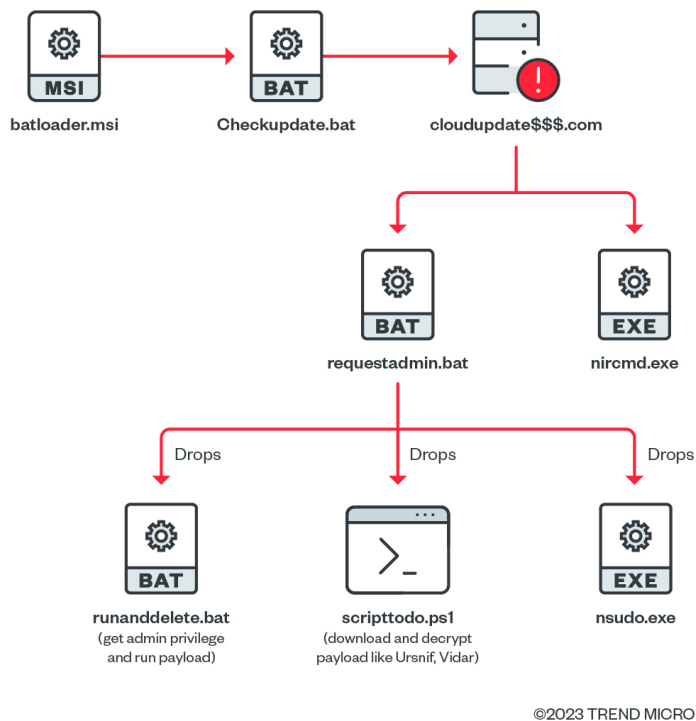 MSI
BAT
batloader.msi
Checkupdate.bat
cloudupdate$$$.com
BAT
EXE
requestadmin.bat
nircmd.exe
Drops
Drops
Drops
BAT
EXE
runanddelete.bat
scripttodo.ps1
nsudo.exe
(get admin privilege
and run payload)
(download and decrypt
payload like Ursnif, Vidar)
©2023 TREND MICRO